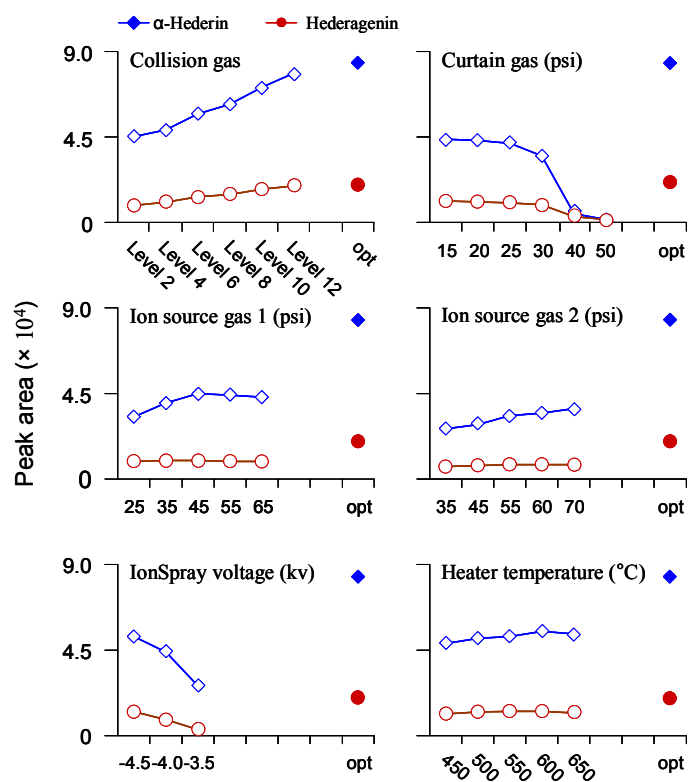 α-Hederin Hederagenin
9.0 Collision gas Curtain gas (psi)
4.5
0
Level 2 Level 4 Level 6 Level 8 Level 10 Level 12 opt 15 20 25 30 40 50 opt
9.0 Ion source gas 1 (psi) Ion source gas 2 (psi)
Peak area (× 10⁴)
4.5
0
25 35 45 55 65 opt 35 45 55 60 70 opt
9.0 IonSpray voltage (kv) Heater temperature (°C)
4.5
0
-4.5-4.0-3.5 opt 450 500 550 600 650 opt